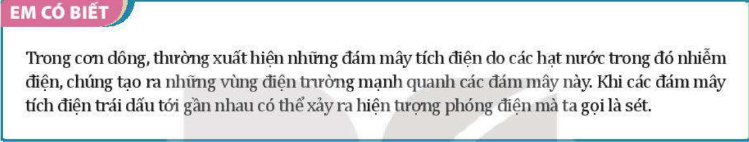 EM CÓ BIẾT
Trong cơn dông, thường xuất hiện những đám mây tích điện do các hạt nước trong đó nhiễm
điện, chúng tạo ra những vùng điện trường mạnh quanh các đám mây này. Khi các đám mây
tích điện trái dấu tới gần nhau có thể xảy ra hiện tượng phóng điện mà ta gọi là sét.